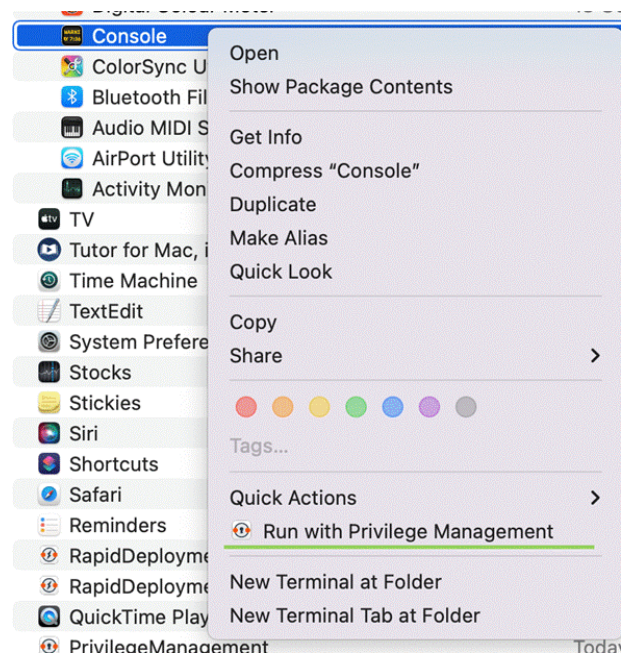 Digital Colour Meter
Console
ColorSync U
Bluetooth Fil
Audio MIDI S
AirPort Utility
Activity Mon
TV
Tutor for Mac, i
Time Machine
TextEdit
System Prefere
Stocks
Stickies
Siri
Shortcuts
Safari
Reminders
RapidDeployme
RapidDeployme
QuickTime Play
PrivilegeManagement
Today
Open
Show Package Contents
Get Info
Compress “Console”
Duplicate
Make Alias
Quick Look
Copy
Share
Tags...
Quick Actions
Run with Privilege Management
New Terminal at Folder
New Terminal Tab at Folder